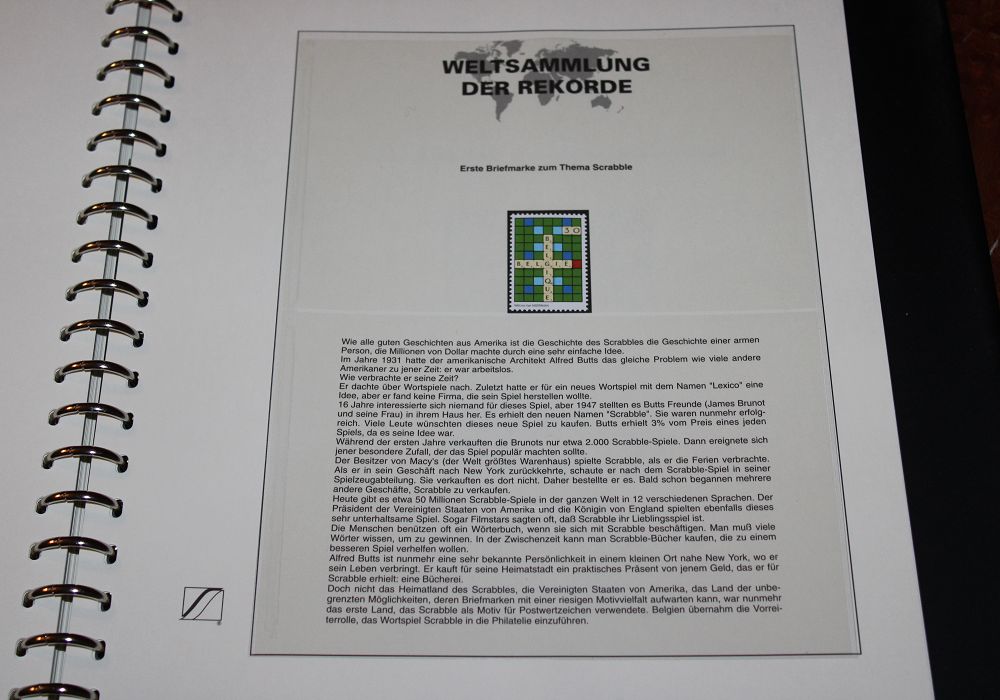 WELTSAMMLUNG
DER REKORDE
Erste Briefmarke zum Thema Scrabble
30
BELGIQUE
BELGIË
Wie alle guten Geschichten aus Amerika ist die Geschichte des Scrabbles die Geschichte einer armen
Person, die Millionen von Dollar machte durch eine sehr einfache Idee.
Im Jahre 1931 hatte der amerikanische Architekt Alfred Butts das gleiche Problem wie viele andere
Amerikaner zu jener Zeit: er war arbeitslos.
Wie verbrachte er seine Zeit?
Er dachte über Wortspiele nach. Zuletzt hatte er für ein neues Wortspiel mit dem Namen "Lexico" eine
Idee, aber er fand keine Firma, die sein Spiel herstellen wollte.
16 Jahre interessierte sich niemand für dieses Spiel, aber 1947 stellten es Butts Freunde (James Brunot
und seine Frau) in ihrem Haus her. Es erhielt den neuen Namen "Scrabble". Sie waren nunmehr erfolg-
reich. Viele Leute wünschten dieses neue Spiel zu kaufen. Butts erhielt 3% vom Preis eines jeden
Spiels, da es seine Idee war.
Während der ersten Jahre verkauften die Brunots nur etwa 2.000 Scrabble-Spiele. Dann ereignete sich
jener besondere Zufall, der das Spiel populär machten sollte.
Der Besitzer von Macy's (der Welt größtes Warenhaus) spielte Scrabble, als er die Ferien verbrachte.
Als er in sein Geschäft nach New York zurückkehrte, schaute er nach dem Scrabble-Spiel in seiner
Spielzeugabteilung. Sie verkauften es dort nicht. Daher bestellte er es. Bald schon begannen mehrere
andere Geschäfte, Scrabble zu verkaufen.
Heute gibt es etwa 50 Millionen Scrabble-Spiele in der ganzen Welt in 12 verschiedenen Sprachen. Der
Präsident der Vereinigten Staaten von Amerika und die Königin von England spielten ebenfalls dieses
sehr unterhaltsame Spiel. Sogar Filmstars sagten oft, daß Scrabble ihr Lieblingsspiel ist.
Die Menschen benützen oft ein Wörterbuch, wenn sie sich mit Scrabble beschäftigen. Man muß viele
Wörter wissen, um zu gewinnen. In der Zwischenzeit kann man Scrabble-Bücher kaufen, die zu einem
besseren Spiel verhelfen wollen.
Alfred Butts ist nunmehr eine sehr bekannte Persönlichkeit in einem kleinen Ort nahe New York, wo er
sein Leben verbringt. Er kauft für seine Heimatstadt ein praktisches Präsent von jenem Geld, das er für
Scrabble erhielt: eine Bücherei.
Doch nicht das Heimatland des Scrabbles, die Vereinigten Staaten von Amerika, das Land der unbe-
grenzten Möglichkeiten, deren Briefmarken mit einer riesigen Motivvielfalt aufwarten kann, war nunmehr
das erste Land, das Scrabble als Motiv für Postwertzeichen verwendete. Belgien übernahm die Vorrei-
terrolle, das Wortspiel Scrabble in die Philatelie einzuführen.